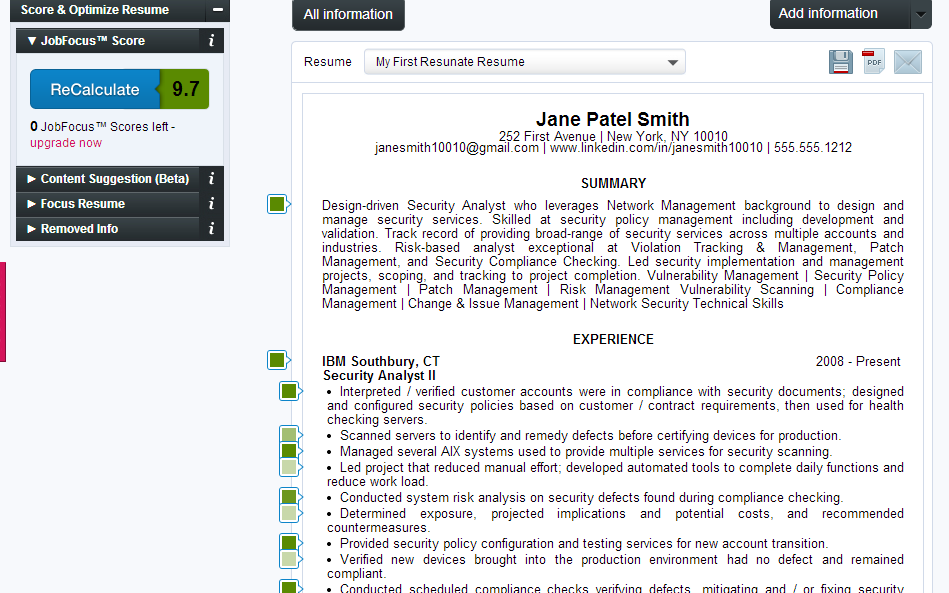 Score & Optimize Resume
▼ JobFocus™ Score i
ReCalculate 9.7
0 JobFocus™ Scores left -
upgrade now
► Content Suggestion (Beta) i
► Focus Resume i
► Removed Info i
All information
Add information
Resume My First Resunate Resume
PDF
Jane Patel Smith
252 First Avenue | New York, NY 10010
janesmith10010@gmail.com | www.linkedin.com/in/janesmith10010 | 555.555.1212
SUMMARY
Design-driven Security Analyst who leverages Network Management background to design and
manage security services. Skilled at security policy management including development and
validation. Track record of providing broad-range of security services across multiple accounts and
industries. Risk-based analyst exceptional at Violation Tracking & Management, Patch
Management, and Security Compliance Checking. Led security implementation and management
projects, scoping, and tracking to project completion. Vulnerability Management | Security Policy
Management | Patch Management | Risk Management Vulnerability Scanning | Compliance
Management | Change & Issue Management | Network Security Technical Skills
EXPERIENCE
IBM Southbury, CT 2008 - Present
Security Analyst II
• Interpreted / verified customer accounts were in compliance with security documents; designed
and configured security policies based on customer / contract requirements, then used for health
checking servers.
• Scanned servers to identify and remedy defects before certifying devices for production.
• Managed several AIX systems used to provide multiple services for security scanning.
• Led project that reduced manual effort; developed automated tools to complete daily functions and
reduce work load.
• Conducted system risk analysis on security defects found during compliance checking.
• Determined exposure, projected implications and potential costs, and recommended
countermeasures.
• Provided security policy configuration and testing services for new account transition.
• Verified new devices brought into the production environment had no defect and remained
compliant.
• Conducted scheduled compliance checks verifying defects, mitigating and / or fixing security